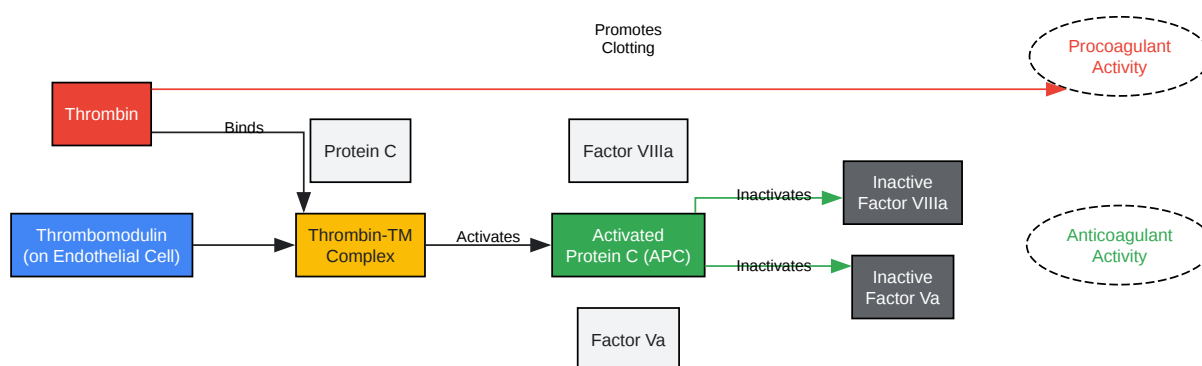 Promotes
Clotting
Procoagulant
Activity
Thrombin
Binds
Protein C
Factor VIIIa
Inactivates
Inactive
Factor VIIIa
Thrombomodulin
(on Endothelial Cell)
Thrombin-TM
Complex
Activates
Activated
Protein C (APC)
Anticoagulant
Activity
Inactivates
Inactive
Factor Va
Factor Va